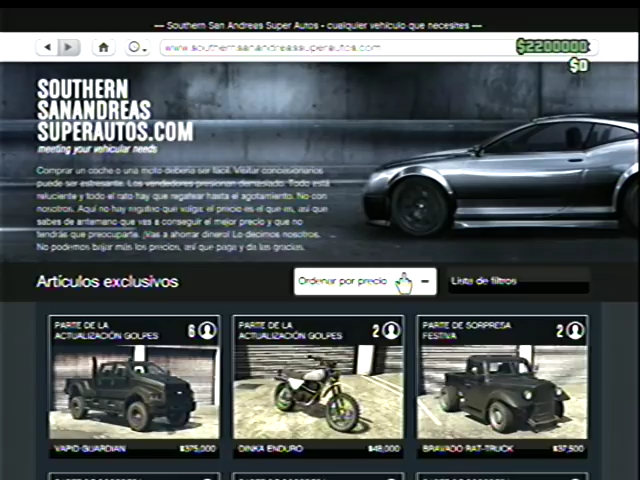 — Southern San Andreas Super Autos - cualquier vehículo que necesites —
www.southernsanandreassuperautos.com
$2200000
$0
SOUTHERN
SANANDREAS
SUPERAUTOS.COM
meeting your vehicular needs
Comprar un coche o una moto debería ser fácil. Visitar concesionarios
puede ser estresante. Los vendedores presionan demasiado. Todo está
reluciente y todo el rato hay que regatear hasta el agotamiento. No con
nosotros. Aquí no hay regateo que valga: el precio es el que es, así que
sabes de antemano que vas a conseguir el mejor precio y que no
tendrás que preocuparte. ¡Vas a ahorrar dinero! Lo decimos nosotros.
No podemos bajar más los precios, así que paga y da las gracias.
Artículos exclusivos
Ordenar por precio
Lista de filtros
PARTE DE LA
ACTUALIZACIÓN GOLPES
6
PARTE DE LA
ACTUALIZACIÓN GOLPES
2
PARTE DE SORPRESA
FESTIVA
2
VAPID GUARDIAN
$375,000
DINKA ENDURO
$48,000
BRAVADO RAT-TRUCK
$37,500